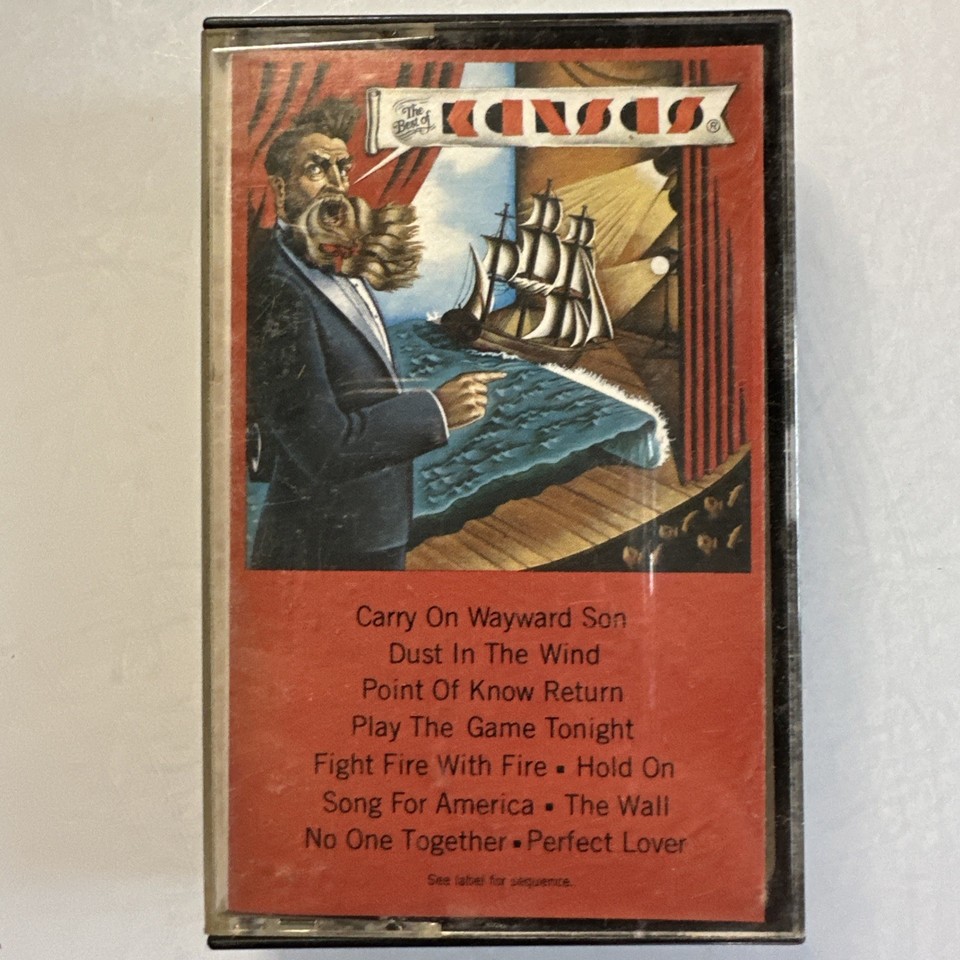 The
Best of
KANSAS®
Carry On Wayward Son
Dust In The Wind
Point Of Know Return
Play The Game Tonight
Fight Fire With Fire ▪ Hold On
Song For America ▪ The Wall
No One Together ▪ Perfect Lover
See label for sequence.